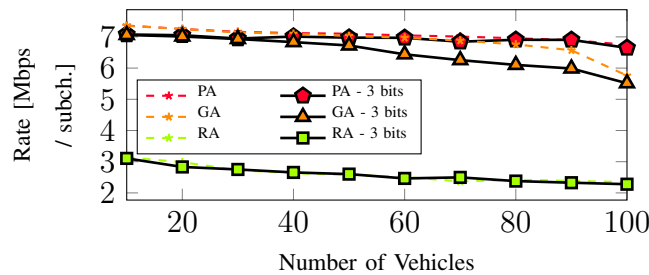 7
6
5
4
3
2
Rate [Mbps
/ subch.]
PA
PA - 3 bits
GA
GA - 3 bits
RA
RA - 3 bits
20
40
60
80
100
Number of Vehicles